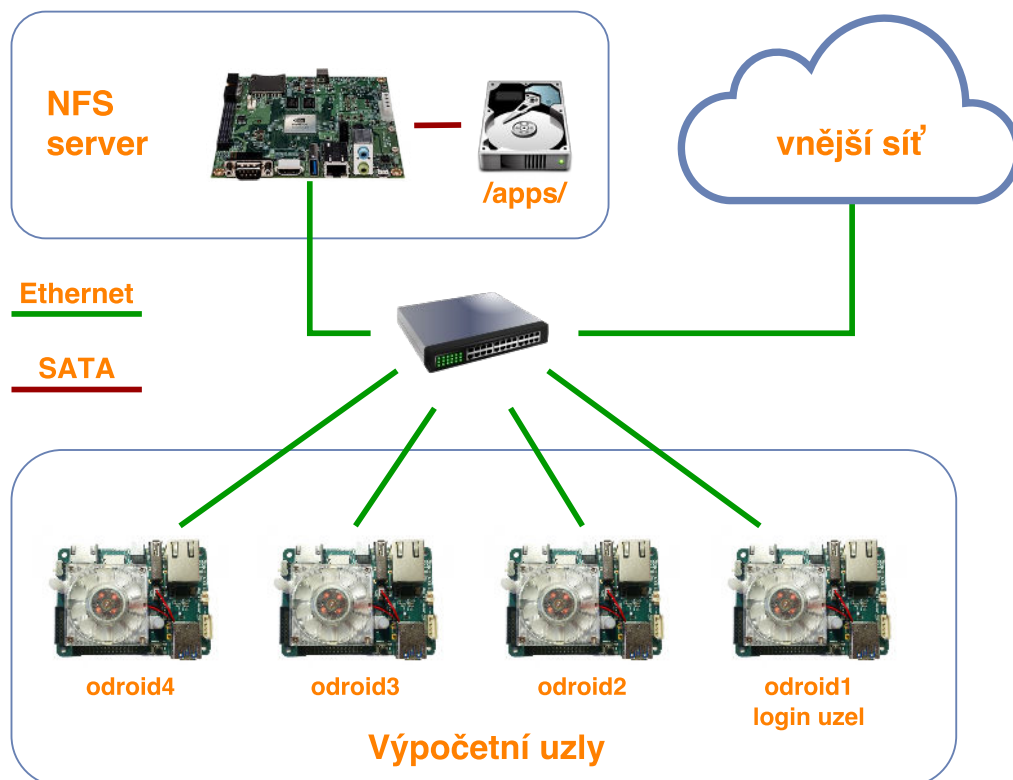 NFS
server
/apps/
vnější síť
Ethernet
SATA
odroid4
odroid3
odroid2
odroid1
login uzel
Výpočetní uzly